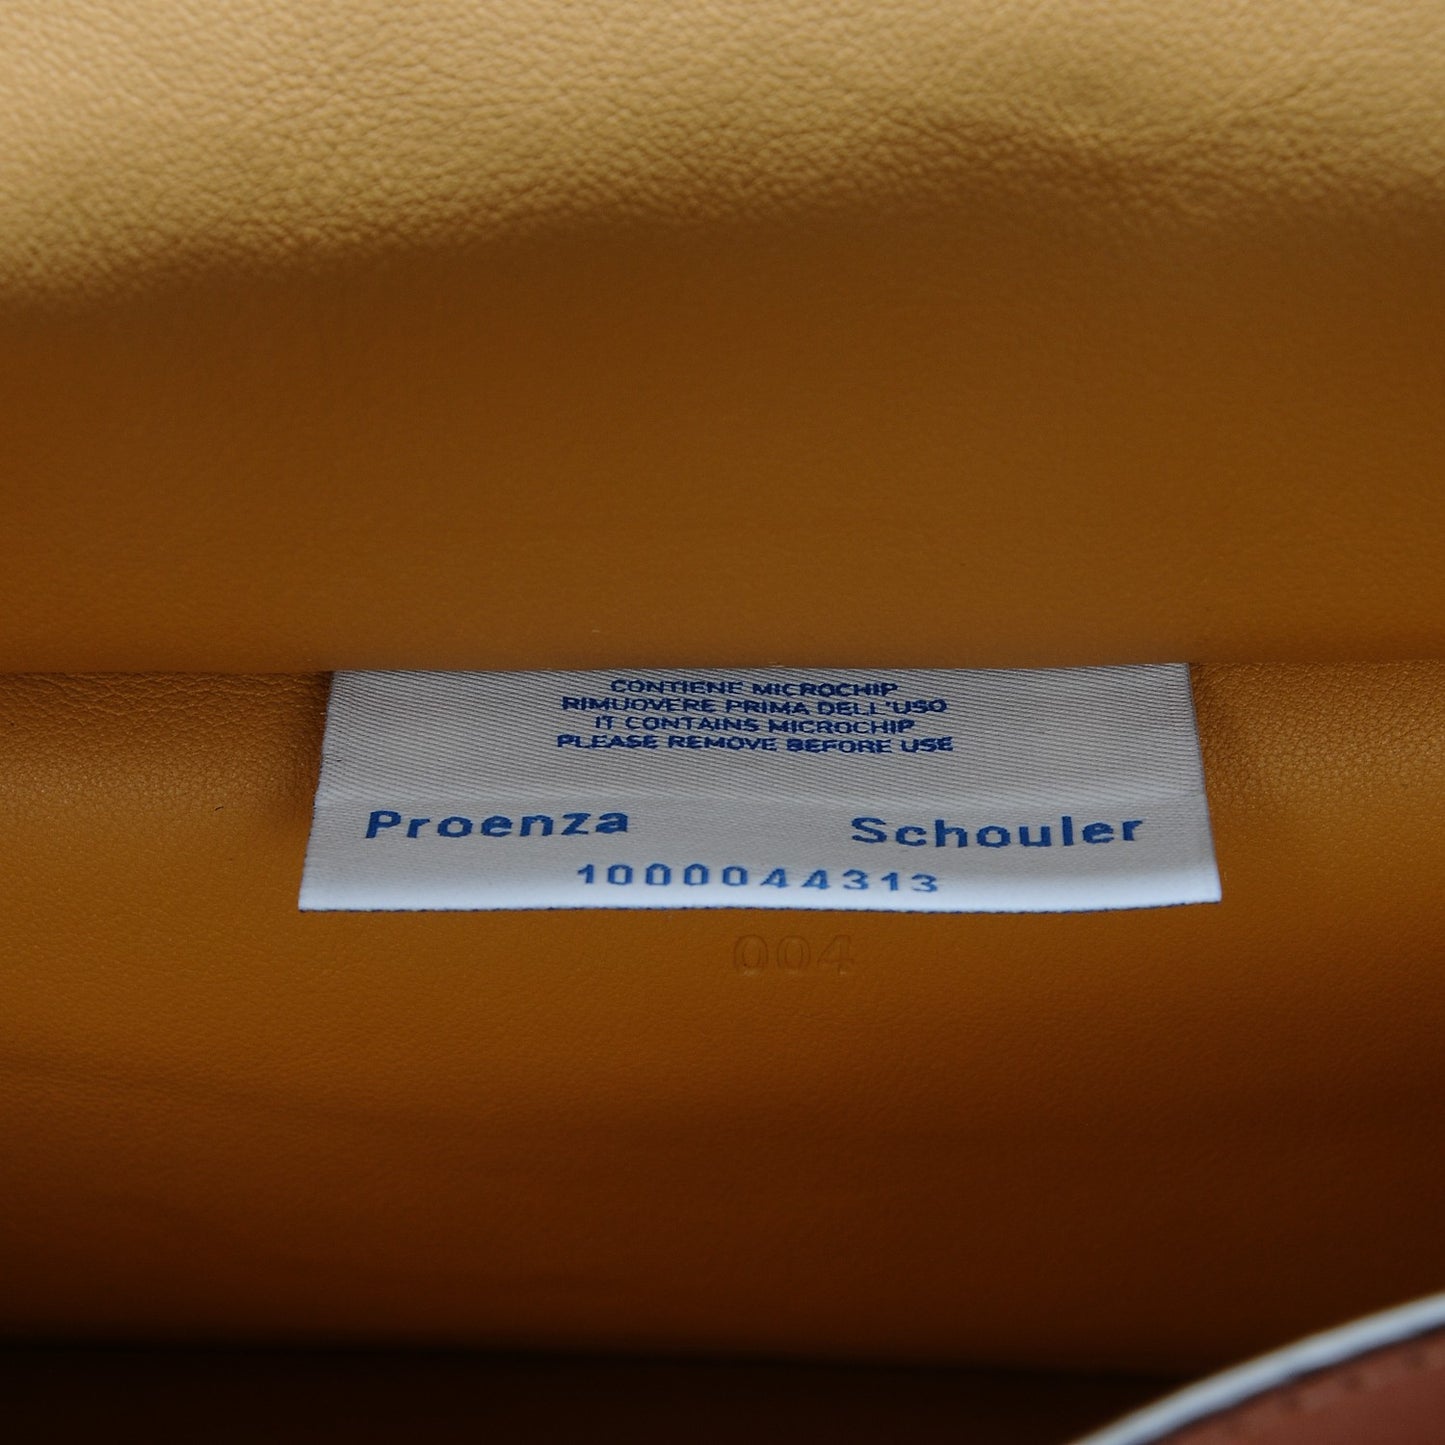 CONTIENE MICROCHIP
RIMUOVERE PRIMA DELL'USO
IT CONTAINS MICROCHIP
PLEASE REMOVE BEFORE USE
Proenza Schouler
1000044313
004